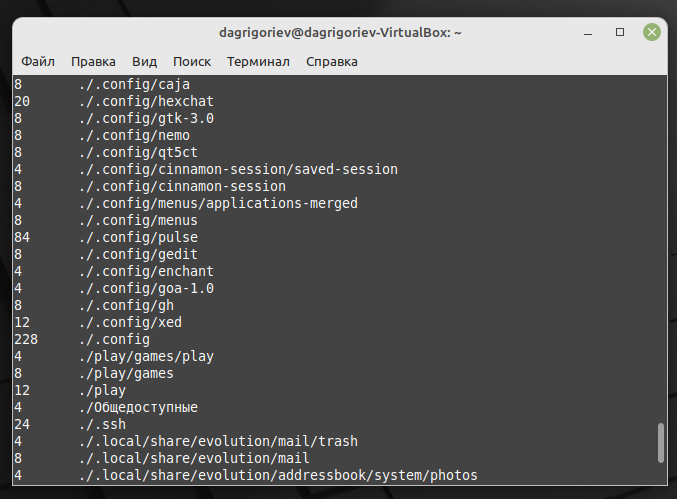 dagrigoriev@dagrigoriev-VirtualBox: ~
Файл Правка Вид Поиск Терминал Справка
8 ./.config/caja
20 ./.config/hexchat
8 ./.config/gtk-3.0
8 ./.config/nemo
8 ./.config/qt5ct
4 ./.config/cinnamon-session/saved-session
8 ./.config/cinnamon-session
4 ./.config/menus/applications-merged
8 ./.config/menus
84 ./.config/pulse
8 ./.config/gedit
4 ./.config/enchant
4 ./.config/goa-1.0
8 ./.config/gh
12 ./.config/xed
228 ./.config
4 ./play/games/play
8 ./play/games
12 ./play
4 ./Общедоступные
24 ./.ssh
4 ./.local/share/evolution/mail/trash
8 ./.local/share/evolution/mail
4 ./.local/share/evolution/addressbook/system/photos